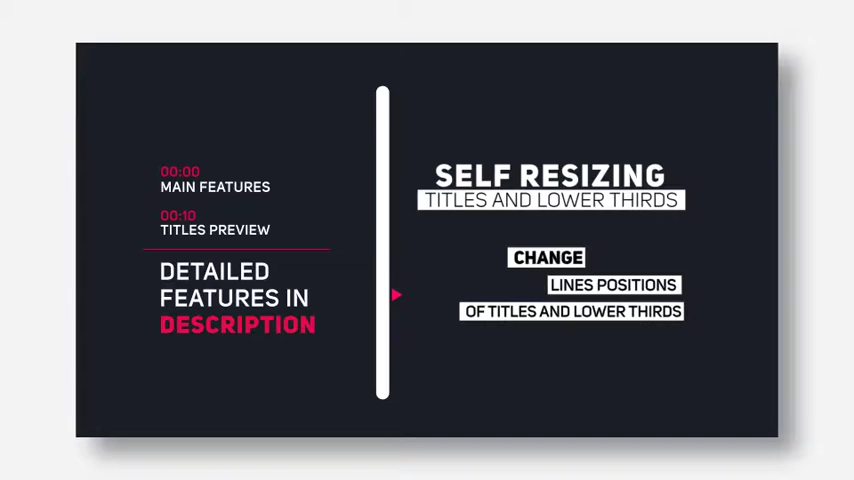 00:00
MAIN FEATURES
00:10
TITLES PREVIEW
DETAILED
FEATURES IN
DESCRIPTION
SELF RESIZING
TITLES AND LOWER THIRDS
CHANGE
LINES POSITIONS
OF TITLES AND LOWER THIRDS